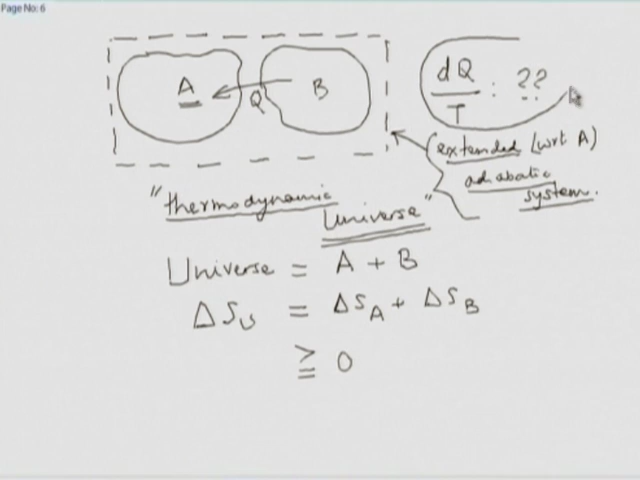 Page No: 6
A
Q
B
dQ
T
: ??
extended (wrt A)
adiabatic
system.
"thermodynamic
Universe"
Universe = A + B
ΔS_U = ΔS_A + ΔS_B
≧ 0